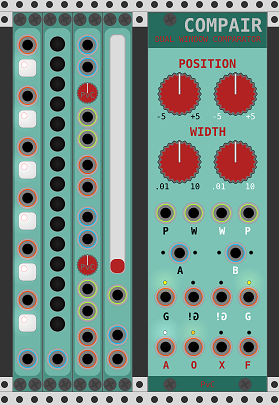 COMPAIR
POSITION
-5 +5 -5 +5
WIDTH
.01 10 .01 10
P W W P
A B
G !G !G G
A O X F